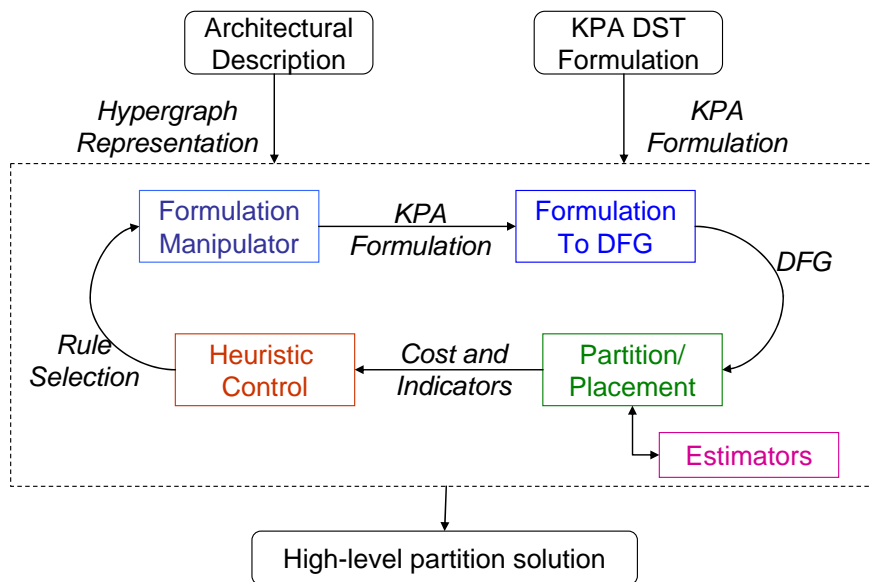 Architectural
Description
KPA DST
Formulation
Hypergraph
Representation
KPA
Formulation
Formulation
Manipulator
KPA
Formulation
Formulation
To DFG
DFG
Rule
Selection
Heuristic
Control
Cost and
Indicators
Partition/
Placement
Estimators
High-level partition solution